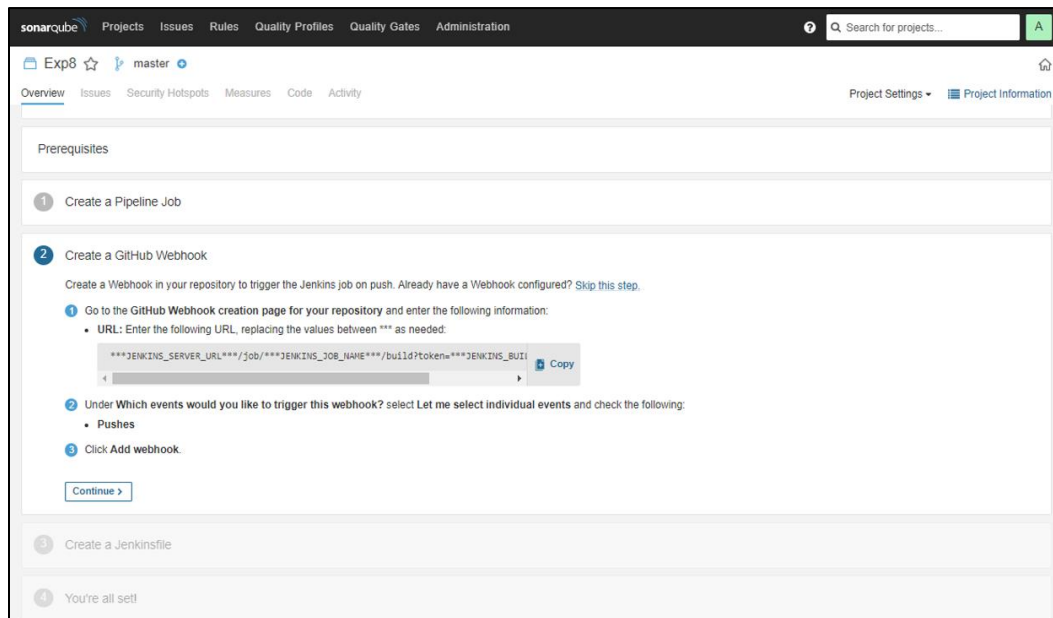 sonarqube Projects Issues Rules Quality Profiles Quality Gates Administration ? Search for projects... A
Exp8 master
Overview Issues Security Hotspots Measures Code Activity Project Settings Project Information
Prerequisites
1 Create a Pipeline Job
2 Create a GitHub Webhook
Create a Webhook in your repository to trigger the Jenkins job on push. Already have a Webhook configured? Skip this step.
1 Go to the GitHub Webhook creation page for your repository and enter the following information:
• URL: Enter the following URL, replacing the values between *** as needed:
***JENKINS_SERVER_URL***/job/***JENKINS_JOB_NAME***/build?token=***JENKINS_BUI Copy
2 Under Which events would you like to trigger this webhook? select Let me select individual events and check the following:
• Pushes
3 Click Add webhook.
Continue >
3 Create a Jenkinsfile
4 You're all set!